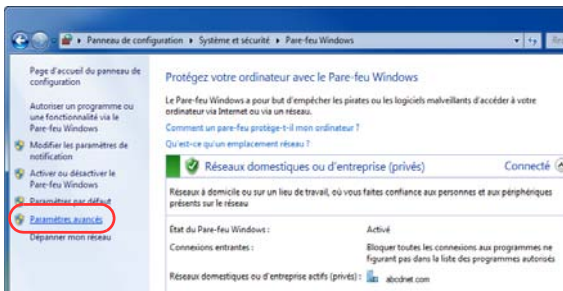 Panneau de configuration ▸ Système et sécurité ▸ Pare-feu Windows
Page d'accueil du panneau de
configuration
Autoriser un programme ou
une fonctionnalité via le
Pare-feu Windows
Modifier les paramètres de
notification
Activer ou désactiver le
Pare-feu Windows
Paramètres par défaut
Paramètres avancés
Dépanner mon réseau
Protégez votre ordinateur avec le Pare-feu Windows
Le Pare-feu Windows a pour but d'empêcher les pirates ou les logiciels malveillants d'accéder à votre
ordinateur via Internet ou via un réseau.
Comment un pare-feu protège-t-il mon ordinateur ?
Qu'est-ce qu'un emplacement réseau ?
Réseaux domestiques ou d'entreprise (privés) Connecté
Réseaux à domicile ou sur un lieu de travail, où vous faites confiance aux personnes et aux périphériques
présents sur le réseau
État du Pare-feu Windows : Activé
Connexions entrantes : Bloquer toutes les connexions aux programmes ne
figurant pas dans la liste des programmes autorisés
Réseaux domestiques ou d'entreprise actifs (privés) : abcdnet.com